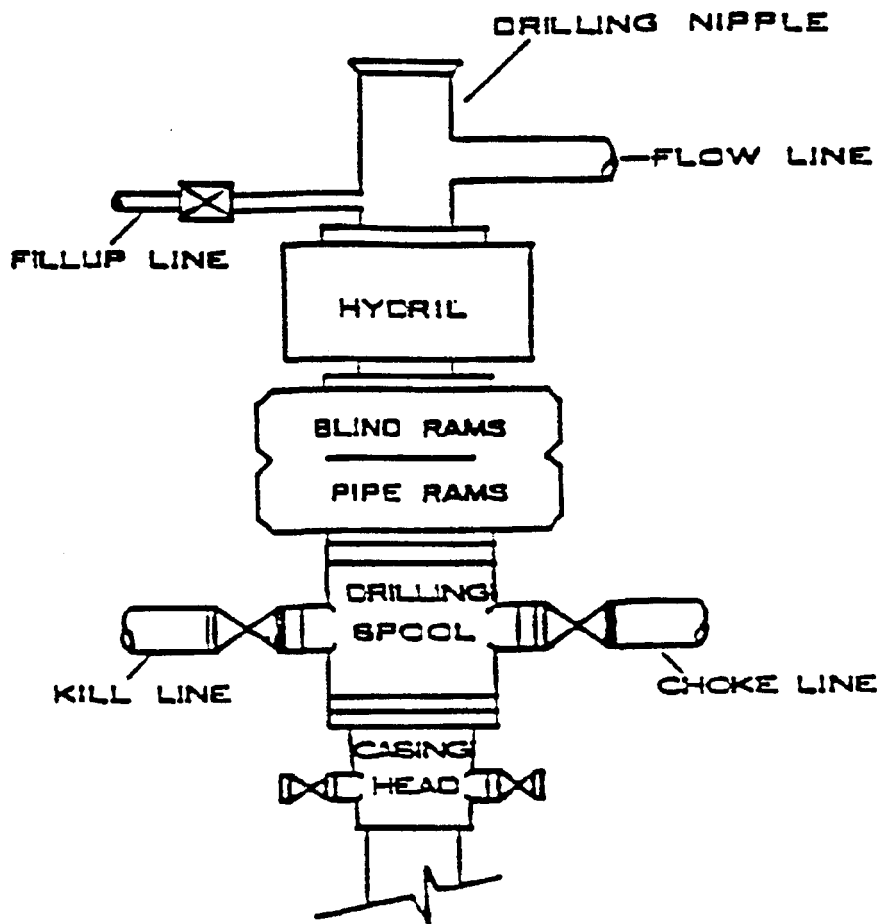 DRILLING NIPPLE
FLOW LINE
FILLUP LINE
HYDRIL
BLIND RAMS
PIPE RAMS
DRILLING
SPOOL
KILL LINE
CHOKE LINE
CASING
HEAD